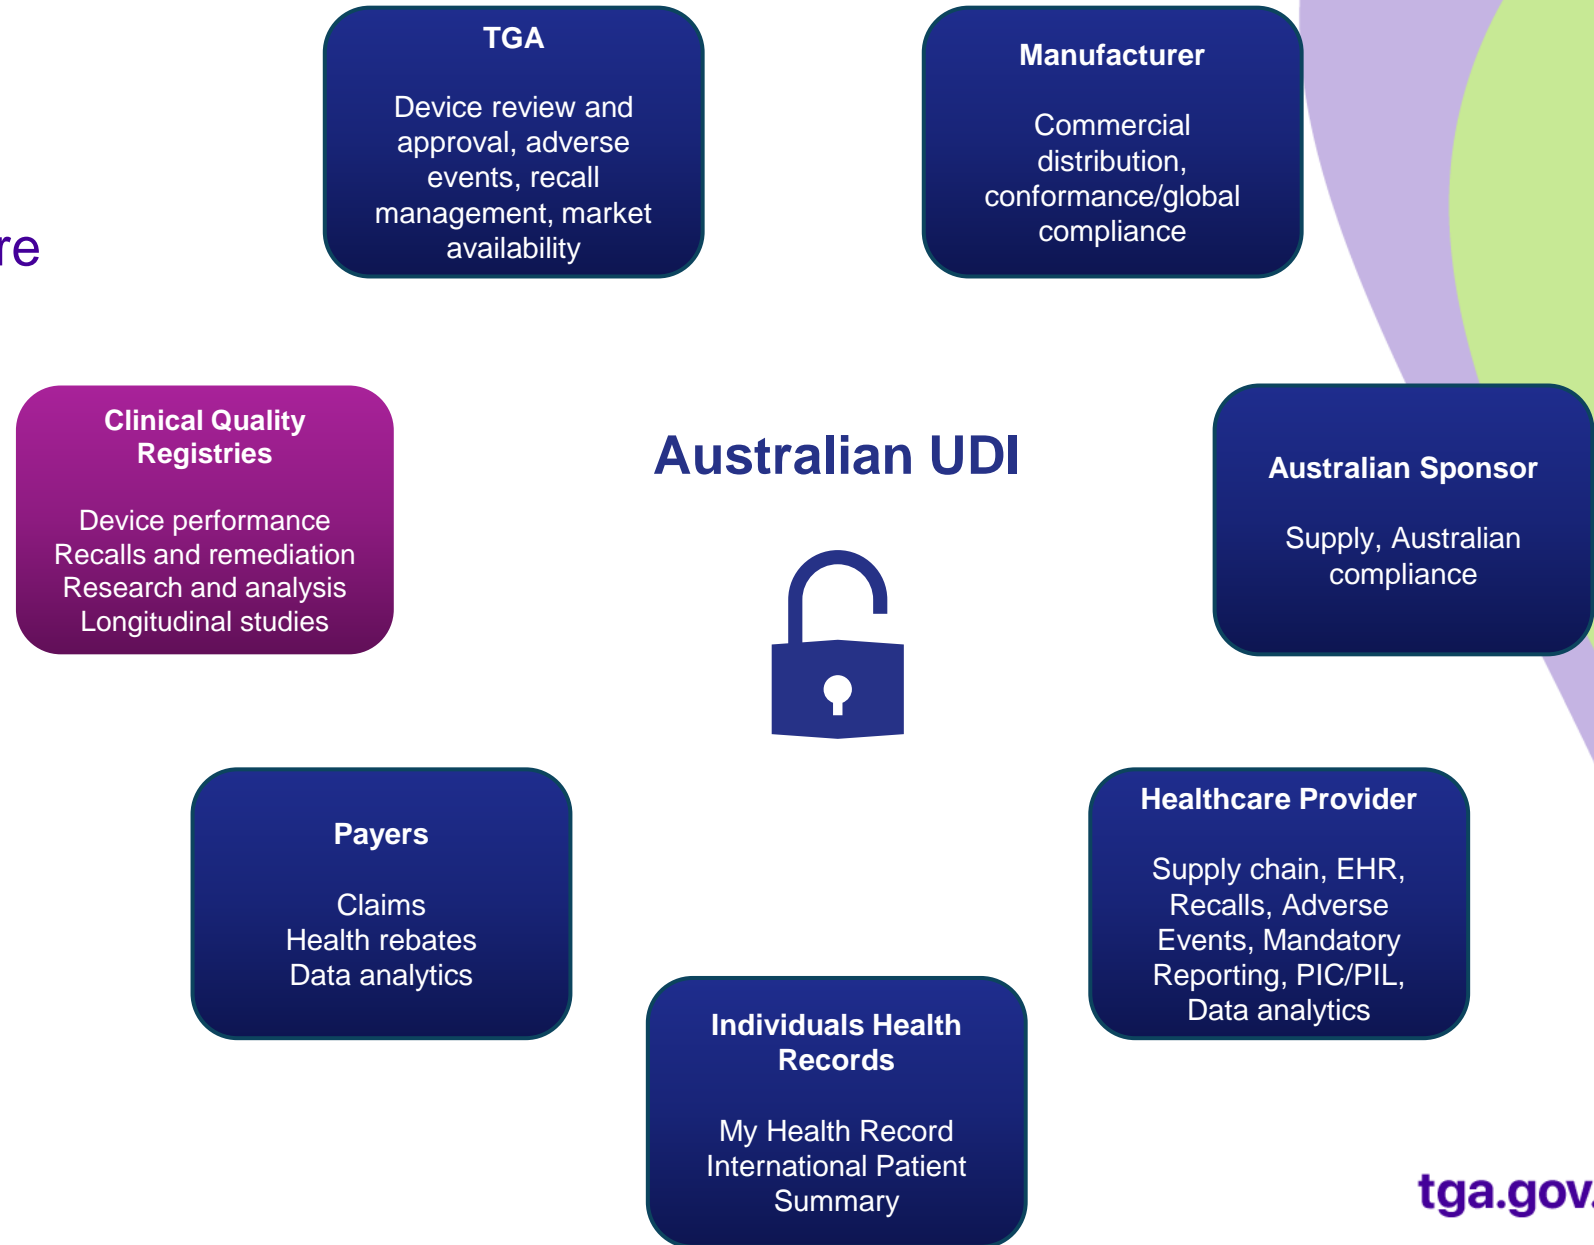 TGA
Device review and
approval, adverse
events, recall
management, market
availability
Manufacturer
Commercial
distribution,
conformance/global
compliance
re
Clinical Quality
Registries
Device performance
Recalls and remediation
Research and analysis
Longitudinal studies
Australian UDI
Australian Sponsor
Supply, Australian
compliance
Payers
Claims
Health rebates
Data analytics
Healthcare Provider
Supply chain, EHR,
Recalls, Adverse
Events, Mandatory
Reporting, PIC/PIL,
Data analytics
Individuals Health
Records
My Health Record
International Patient
Summary
tga.gov.